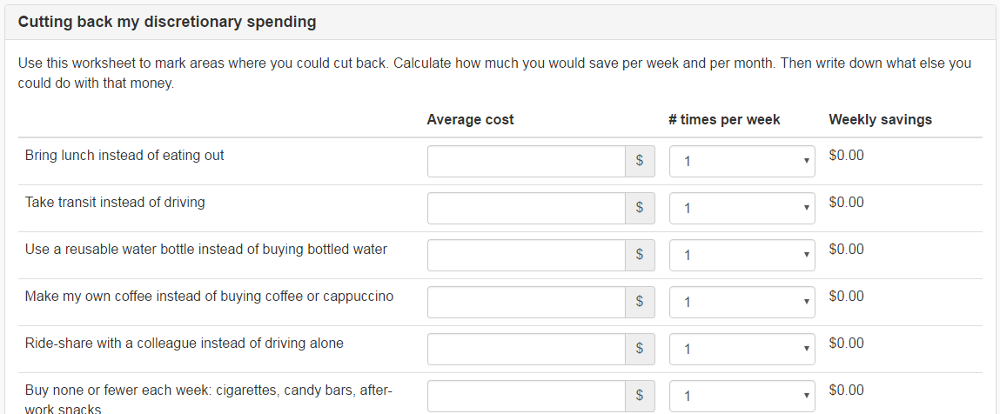 Cutting back my discretionary spending
Use this worksheet to mark areas where you could cut back. Calculate how much you would save per week and per month. Then write down what else you
could do with that money.
Average cost # times per week Weekly savings
Bring lunch instead of eating out $ 1 $0.00
Take transit instead of driving $ 1 $0.00
Use a reusable water bottle instead of buying bottled water $ 1 $0.00
Make my own coffee instead of buying coffee or cappuccino $ 1 $0.00
Ride-share with a colleague instead of driving alone $ 1 $0.00
Buy none or fewer each week: cigarettes, candy bars, after- $ 1 $0.00
work snacks